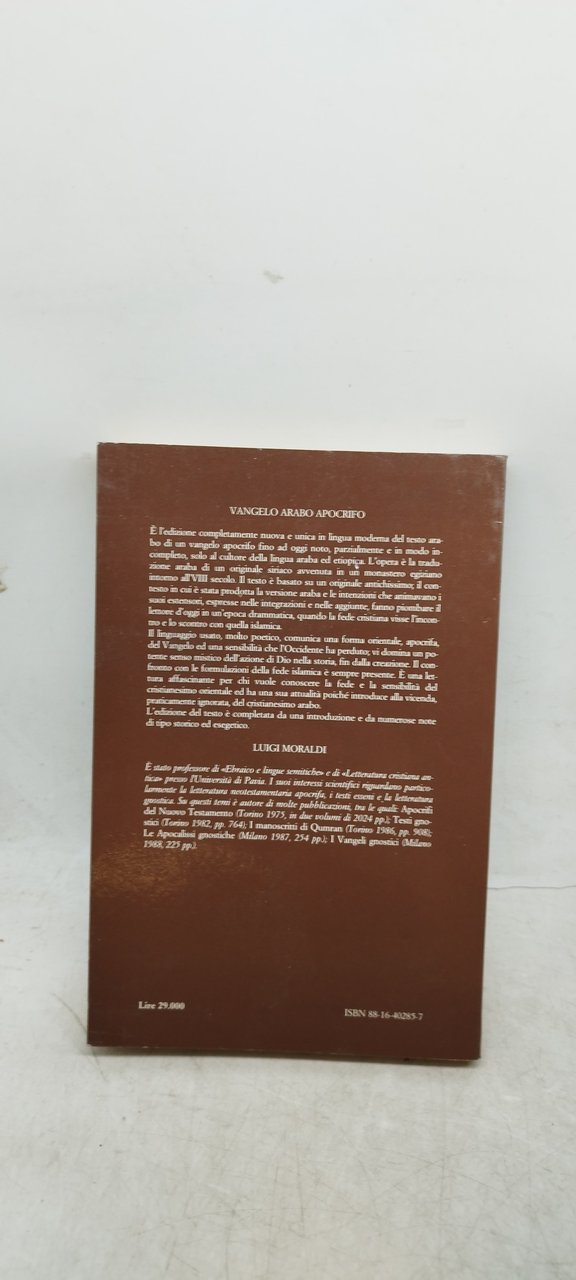 VANGELO ARABO APOCRIFO
È l'edizione completamente nuova e unica in lingua moderna del testo ara-
bo di un vangelo apocrifo fino ad oggi noto, parzialmente e in modo in-
completo, solo al cultore della lingua araba ed etiopica. L'opera è la tradu-
zione araba di un originale siriaco avvenuta in un monastero egiziano
intorno all'VIII secolo. Il testo è basato su un originale antichissimo; il con-
testo in cui è stata prodotta la versione araba e le intenzioni che animavano i
suoi estensori, espresse nelle integrazioni e nelle aggiunte, fanno piombare il
lettore d'oggi in un'epoca drammatica, quando la fede cristiana visse l'incon-
tro e lo scontro con quella islamica.
Il linguaggio usato, molto poetico, comunica una forma orientale, apocrifa,
del Vangelo ed una sensibilità che l'Occidente ha perduto; vi domina un po-
tente senso mistico dell'azione di Dio nella storia, fin dalla creazione. Il con-
fronto con le formulazioni della fede islamica è sempre presente. È una let-
tura affascinante per chi vuole conoscere la fede e la sensibilità del
cristianesimo orientale ed ha una sua attualità poiché introduce alla vicenda,
praticamente ignorata, del cristianesimo arabo.
L'edizione del testo è completata da una introduzione e da numerose note
di tipo storico ed esegetico.
LUIGI MORALDI
È stato professore di «Ebraico e lingue semitiche» e di «Letteratura cristiana an-
tica» presso l'Università di Pavia. I suoi interessi scientifici riguardano partico-
larmente la letteratura neotestamentaria apocrifa, i testi esseni e la letteratura
gnostica. Su questi temi è autore di molte pubblicazioni, tra le quali: Apocrifi
del Nuovo Testamento (Torino 1975, in due volumi di 2024 pp.); Testi gno-
stici (Torino 1982, pp. 764); I manoscritti di Qumran (Torino 1986, pp. 908);
Le Apocalissi gnostiche (Milano 1987, 254 pp.); I Vangeli gnostici (Milano
1988, 225 pp.).
Lire 29.000
ISBN 88-16-40285-7